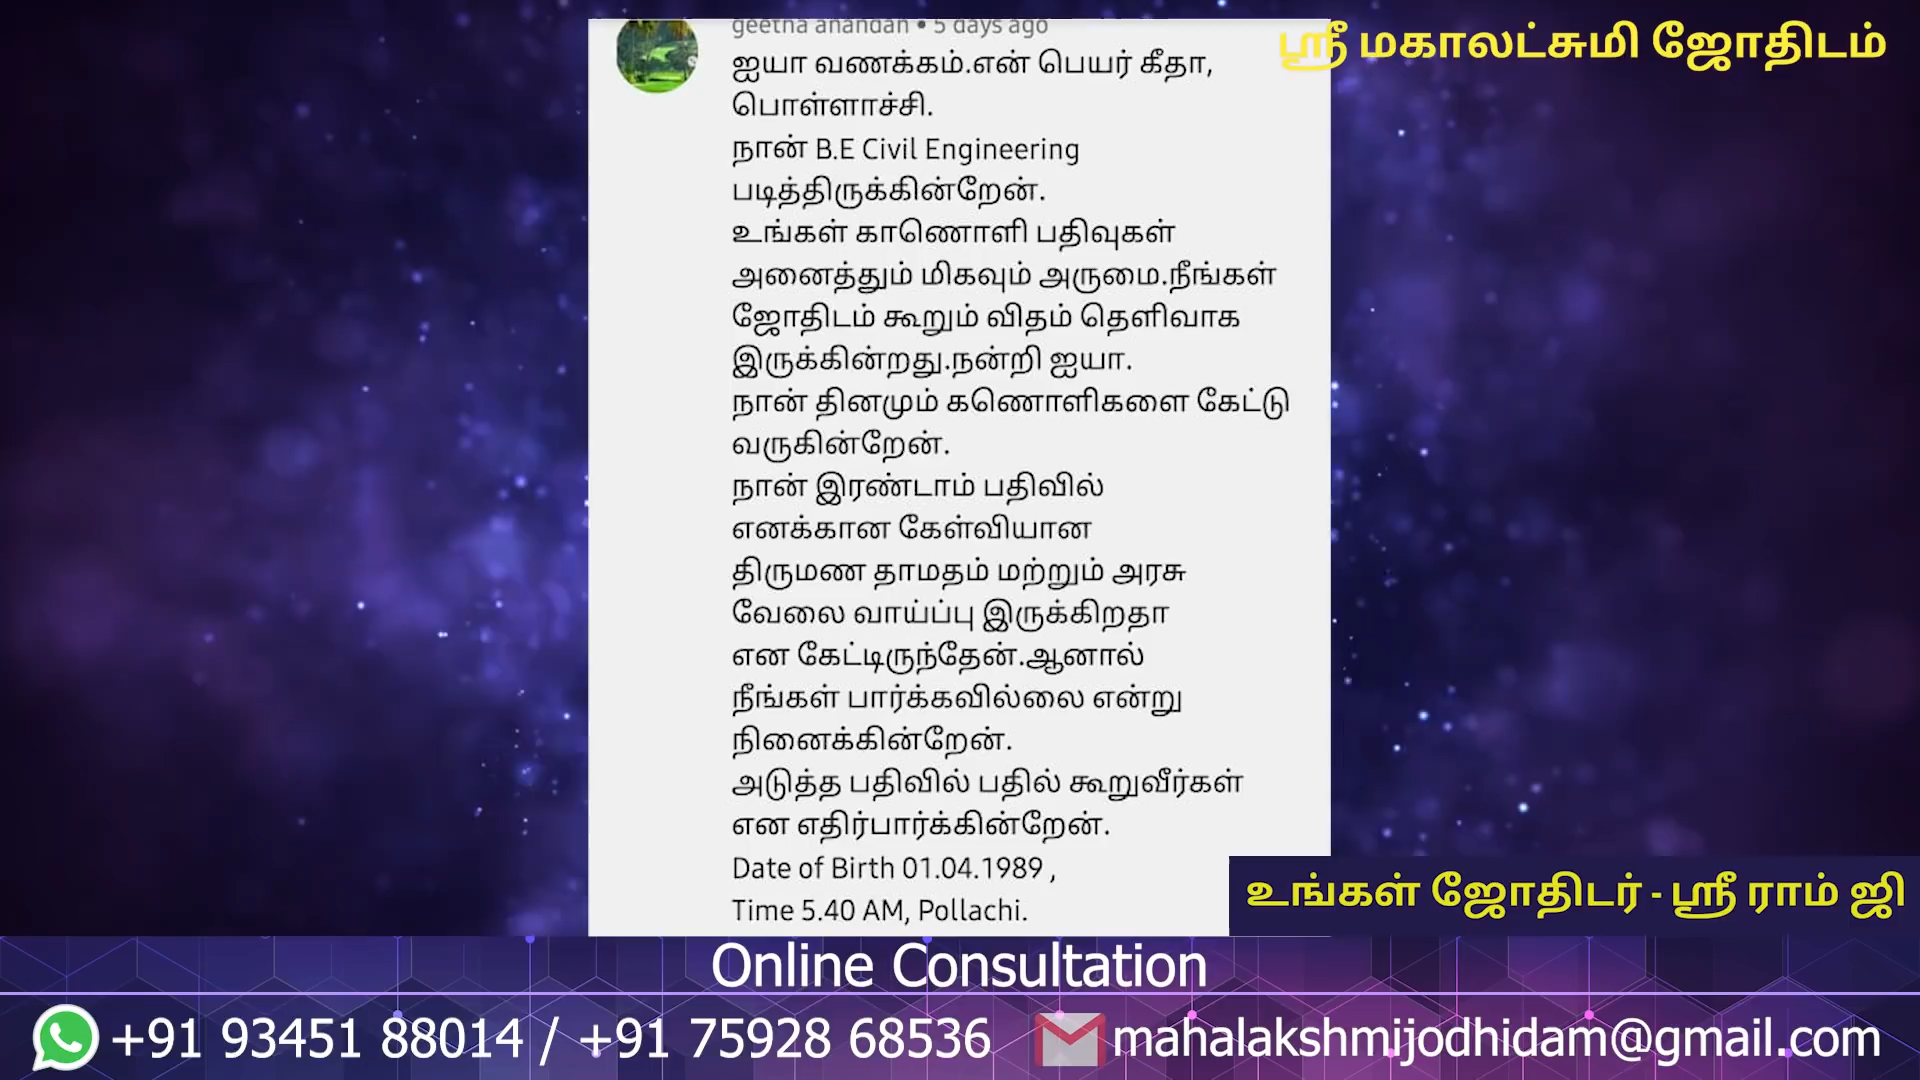 geetha anandan • 5 days ago
ஸ்ரீ மகாலட்சுமி ஜோதிடம்
ஐயா வணக்கம்.என் பெயர் கீதா,
பொள்ளாச்சி.
நான் B.E Civil Engineering
படித்திருக்கின்றேன்.
உங்கள் காணொளி பதிவுகள்
அனைத்தும் மிகவும் அருமை.நீங்கள்
ஜோதிடம் கூறும் விதம் தெளிவாக
இருக்கின்றது.நன்றி ஐயா.
நான் தினமும் கணொளிகளை கேட்டு
வருகின்றேன்.
நான் இரண்டாம் பதிவில்
எனக்கான கேள்வியான
திருமண தாமதம் மற்றும் அரசு
வேலை வாய்ப்பு இருக்கிறதா
என கேட்டிருந்தேன்.ஆனால்
நீங்கள் பார்க்கவில்லை என்று
நினைக்கின்றேன்.
அடுத்த பதிவில் பதில் கூறுவீர்கள்
என எதிர்பார்க்கின்றேன்.
Date of Birth 01.04.1989 ,
Time 5.40 AM, Pollachi.
உங்கள் ஜோதிடர் - ஸ்ரீ ராம் ஜி
Online Consultation
+91 93451 88014 / +91 75928 68536 mahalakshmijodhidam@gmail.com